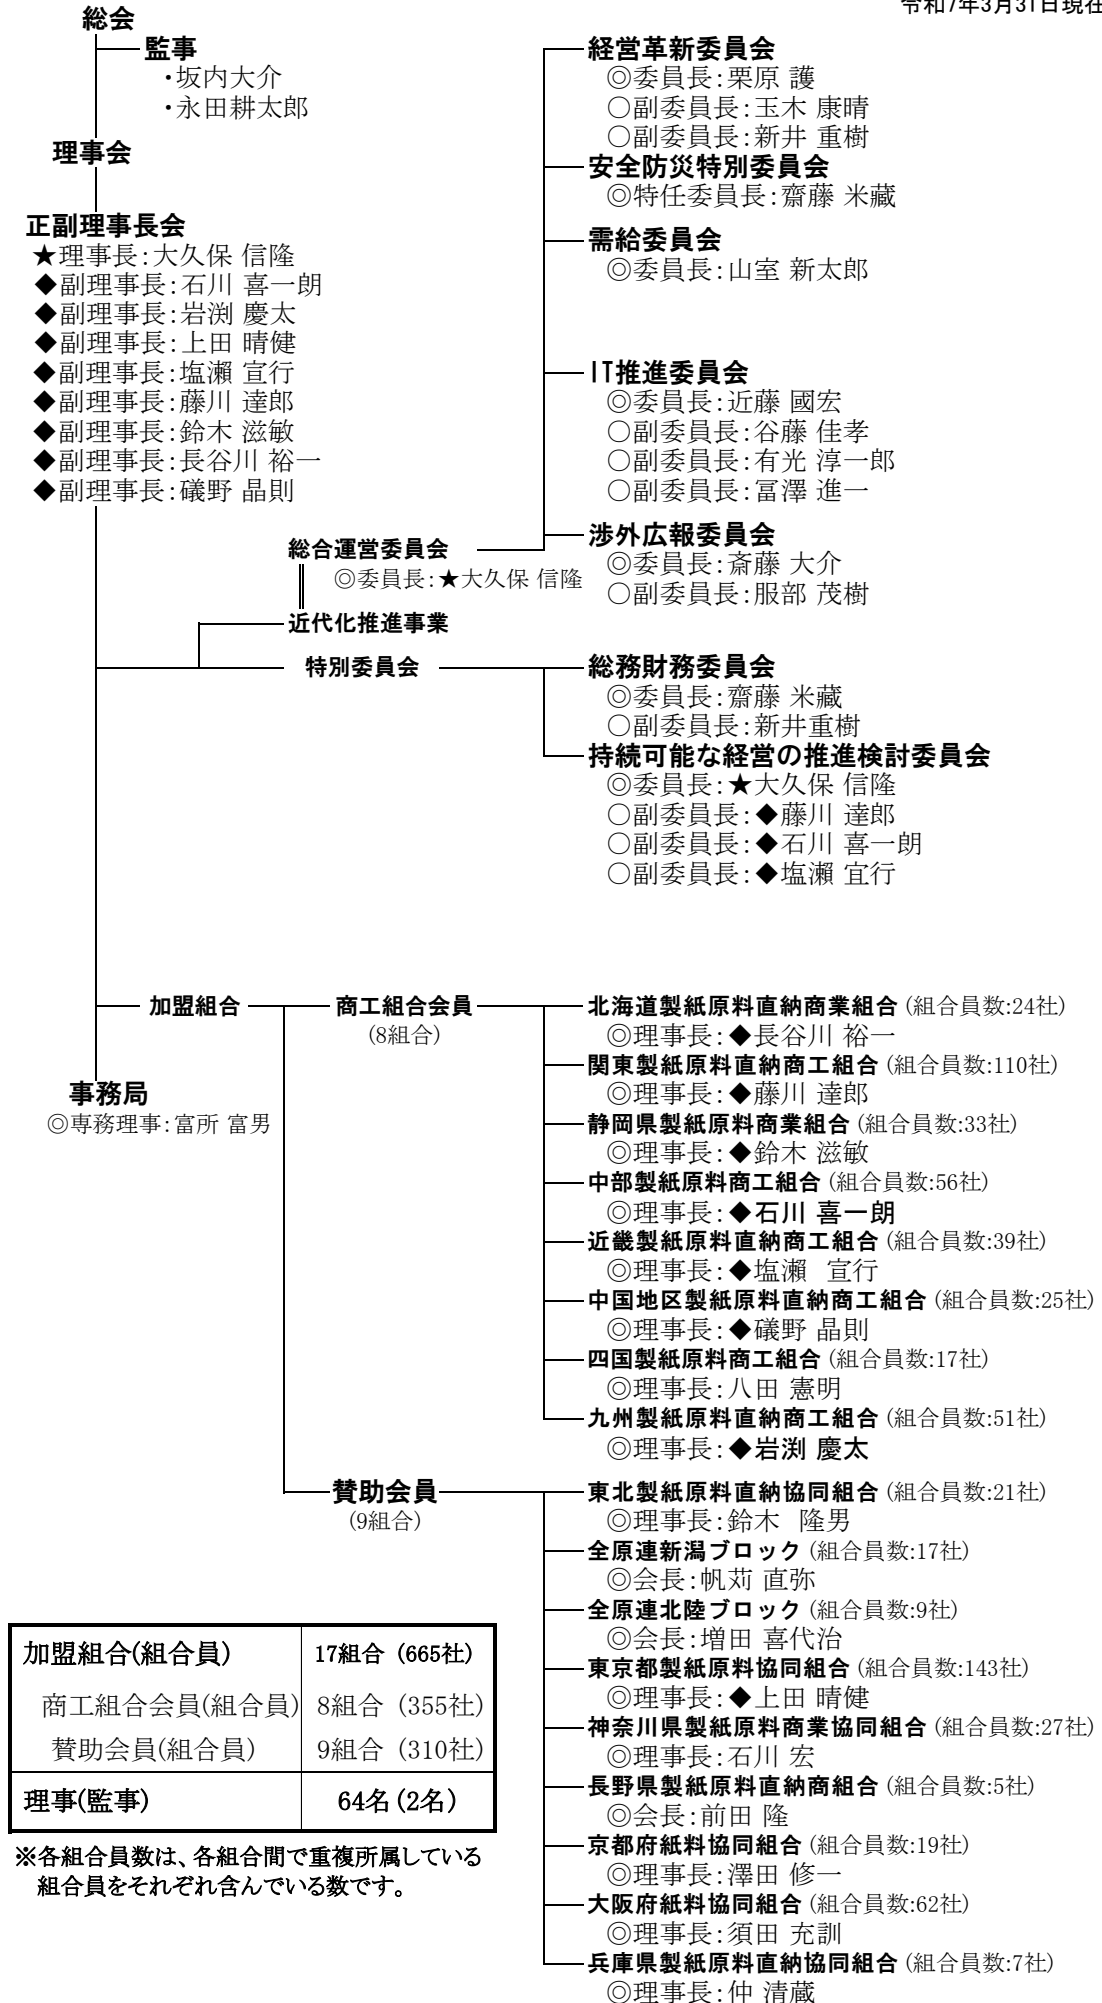 令和7年3月31日現在
総会
監事
・坂内大介
・永田耕太郎
理事会
正副理事長会
★理事長：大久保 信隆
◆副理事長：石川 喜一朗
◆副理事長：岩渕 慶太
◆副理事長：上田 晴健
◆副理事長：塩瀬 宣行
◆副理事長：藤川 達郎
◆副理事長：鈴木 滋敏
◆副理事長：長谷川 裕一
◆副理事長：礒野 晶則
経営革新委員会
◎委員長：栗原 護
○副委員長：玉木 康晴
○副委員長：新井 重樹
安全防災特別委員会
◎特任委員長：齋藤 米藏
需給委員会
◎委員長：山室 新太郎
IT推進委員会
◎委員長：近藤 國宏
○副委員長：谷藤 佳孝
○副委員長：有光 淳一郎
○副委員長：冨澤 進一
渉外広報委員会
◎委員長：斎藤 大介
○副委員長：服部 茂樹
総合運営委員会
◎委員長：★大久保 信隆
近代化推進事業
特別委員会
総務財務委員会
◎委員長：齋藤 米藏
○副委員長：新井重樹
持続可能な経営の推進検討委員会
◎委員長：★大久保 信隆
○副委員長：◆藤川 達郎
○副委員長：◆石川 喜一朗
○副委員長：◆塩瀬 宜行
加盟組合
商工組合会員
(8組合)
北海道製紙原料直納商業組合 (組合員数:24社)
◎理事長：◆長谷川 裕一
関東製紙原料直納商工組合 (組合員数:110社)
◎理事長：◆藤川 達郎
静岡県製紙原料商業組合 (組合員数:33社)
◎理事長：◆鈴木 滋敏
中部製紙原料商工組合 (組合員数:56社)
◎理事長：◆石川 喜一朗
近畿製紙原料直納商工組合 (組合員数:39社)
◎理事長：◆塩瀬　宣行
中国地区製紙原料直納商工組合 (組合員数:25社)
◎理事長：◆礒野 晶則
四国製紙原料商工組合 (組合員数:17社)
◎理事長：八田 憲明
九州製紙原料直納商工組合 (組合員数:51社)
◎理事長：◆岩渕 慶太
事務局
◎専務理事：富所 富男
賛助会員
(9組合)
東北製紙原料直納協同組合 (組合員数:21社)
◎理事長：鈴木　隆男
全原連新潟ブロック (組合員数:17社)
◎会長：帆苅 直弥
全原連北陸ブロック (組合員数:9社)
◎会長：増田 喜代治
東京都製紙原料協同組合 (組合員数:143社)
◎理事長：◆上田 晴健
神奈川県製紙原料商業協同組合 (組合員数:27社)
◎理事長：石川 宏
長野県製紙原料直納商組合 (組合員数:5社)
◎会長：前田 隆
京都府紙料協同組合 (組合員数:19社)
◎理事長：澤田 修一
大阪府紙料協同組合 (組合員数:62社)
◎理事長：須田 充訓
兵庫県製紙原料直納協同組合 (組合員数:7社)
◎理事長：仲 清蔵
加盟組合(組合員) 17組合 (665社)
商工組合会員(組合員) 8組合 (355社)
賛助会員(組合員) 9組合 (310社)
理事(監事) 64名(2名)
※各組合員数は、各組合間で重複所属している
組合員をそれぞれ含んでいる数です。